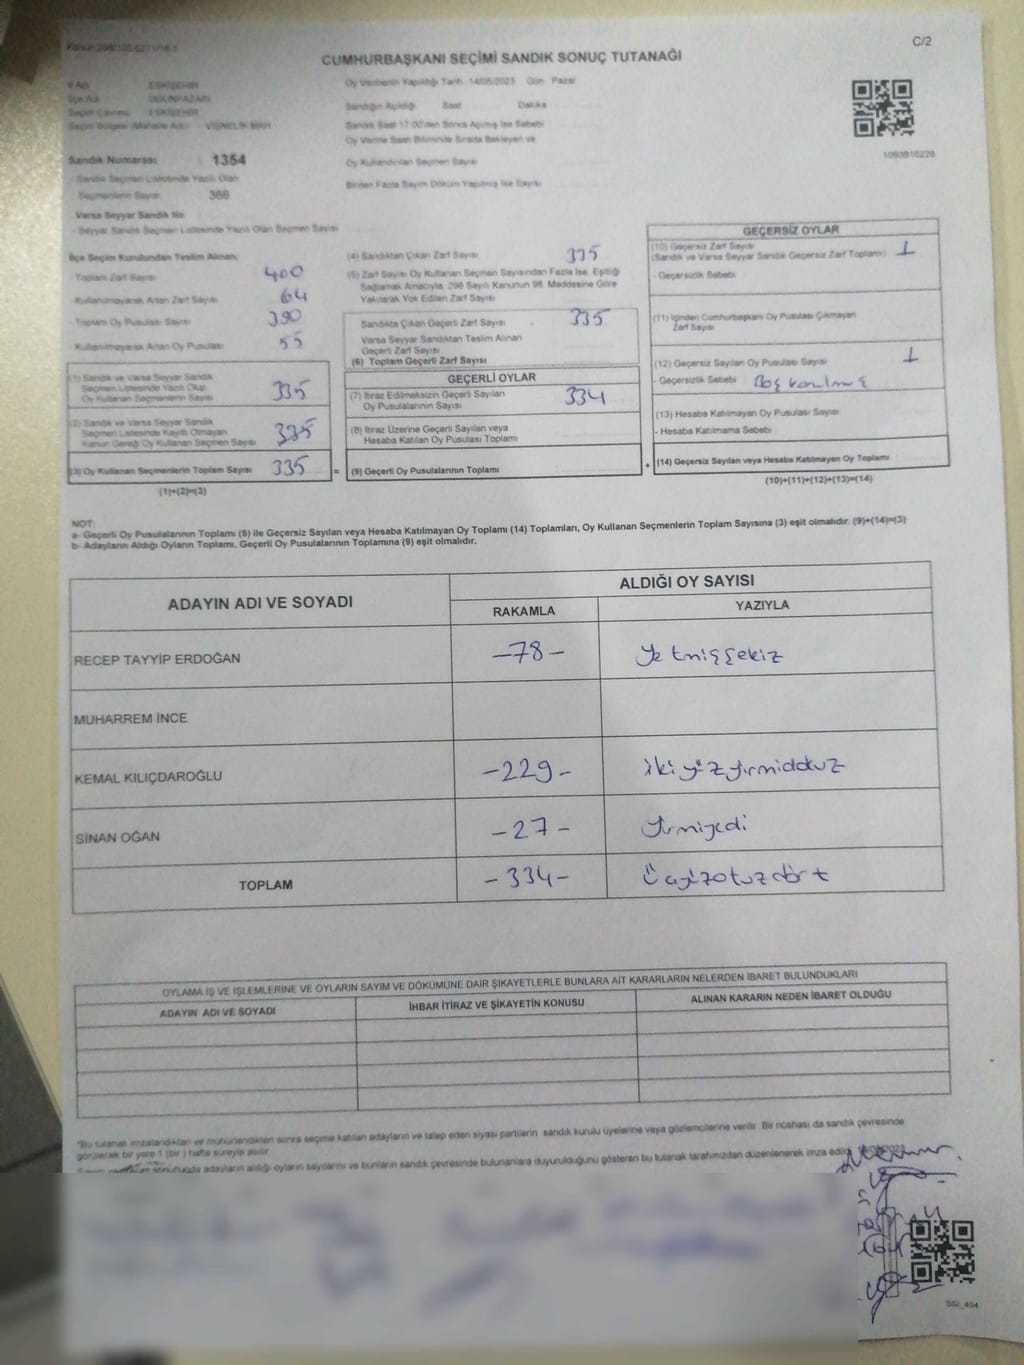 C/2
CUMHURBAŞKANI SEÇİMİ SANDIK SONUÇ TUTANAĞI
İl Adı : ESKİŞEHİR
İlçe Adı : ODUNPAZARI
Seçim Çevresi : ESKİŞEHİR
Seçim Bölgesi (Mahalle Adı) : VİŞNELİK MAH.
Sandık Numarası : 1354
- Sandık Seçmen Listesinde Yazılı Olan
Seçmenlerin Sayısı : 366
Varsa Seyyar Sandık No
- Seyyar Sandık Seçmen Listesinde Yazılı Olan Seçmen Sayısı
Oy Vermenin Yapıldığı Tarih 14/05/2023 Gün Pazar
Sandığın Açıldığı Saat Dakika
Sandık Saat 17:00'den Sonra Açılmış İse Sebebi
Oy Verme Saati Bitiminde Sırada Bekleyen ve
Oy Kullandırılan Seçmen Sayısı
Birden Fazla Sayım Döküm Yapılmış İse Sayısı
1093816226
İlçe Seçim Kurulundan Teslim Alınan;
Toplam Zarf Sayısı 400
- Kullanılmayarak Artan Zarf Sayısı 64
- Toplam Oy Pusulası Sayısı 390
- Kullanılmayarak Artan Oy Pusulası 55
(1) Sandık ve Varsa Seyyar Sandık
Seçmen Listesinde Yazılı Olup
Oy Kullanan Seçmenlerin Sayısı 335
(2) Sandık ve Varsa Seyyar Sandık
Seçmen Listesinde Kayıtlı Olmayan
Kanun Gereği Oy Kullanan Seçmen Sayısı 335
(3) Oy Kullanan Seçmenlerin Toplam Sayısı 335
(1)+(2)=(3)
(4) Sandıktan Çıkan Zarf Sayısı 335
(5) Zarf Sayısı Oy Kullanan Seçmen Sayısından Fazla İse, Eşitliği
Sağlamak Amacıyla, 298 Sayılı Kanunun 98. Maddesine Göre
Yakılarak Yok Edilen Zarf Sayısı
Sandıkta Çıkan Geçerli Zarf Sayısı 335
Varsa Seyyar Sandıktan Teslim Alınan
Geçerli Zarf Sayısı
(6) Toplam Geçerli Zarf Sayısı
GEÇERLİ OYLAR
(7) İtiraz Edilmeksizin Geçerli Sayılan
Oy Pusulalarının Sayısı 334
(8) İtiraz Üzerine Geçerli Sayılan veya
Hesaba Katılan Oy Pusulası Toplamı
= (9) Geçerli Oy Pusulalarının Toplamı +
GEÇERSİZ OYLAR
(10) Geçersiz Zarf Sayısı
(Sandık ve Varsa Seyyar Sandık Geçersiz Zarf Toplamı) 1
- Geçersizlik Sebebi
(11) İçinden Cumhurbaşkanı Oy Pusulası Çıkmayan
Zarf Sayısı
(12) Geçersiz Sayılan Oy Pusulası Sayısı 1
- Geçersizlik Sebebi Boş konulmuş
(13) Hesaba Katılmayan Oy Pusulası Sayısı
- Hesaba Katılmama Sebebi
(14) Geçersiz Sayılan veya Hesaba Katılmayan Oy Toplamı
(10)+(11)+(12)+(13)=(14)
NOT:
a- Geçerli Oy Pusulalarının Toplamı (9) ile Geçersiz Sayılan veya Hesaba Katılmayan Oy Toplamı (14) Toplamları, Oy Kullanan Seçmenlerin Toplam Sayısına (3) eşit olmalıdır. (9)+(14)=(3)
b- Adayların Aldığı Oyların Toplamı, Geçerli Oy Pusulalarının Toplamına (9) eşit olmalıdır.
ADAYIN ADI VE SOYADI ALDIĞI OY SAYISI
RAKAMLA YAZIYLA
RECEP TAYYİP ERDOĞAN -78- Yetmişşekiz
MUHARREM İNCE
KEMAL KILIÇDAROĞLU -229- ikiyüzyirmidokuz
SİNAN OĞAN -27- Yirmiyedi
TOPLAM -334- Üçyüzotuzdört
OYLAMA İŞ VE İŞLEMLERİNE VE OYLARIN SAYIM VE DÖKÜMÜNE DAİR ŞİKAYETLERLE BUNLARA AİT KARARLARIN NELERDEN İBARET BULUNDUKLARI
ADAYIN ADI VE SOYADI İHBAR İTİRAZ VE ŞİKAYETİN KONUSU ALINAN KARARIN NEDEN İBARET OLDUĞU
*Bu tutanak imzalandıktan ve mühürlendikten sonra seçime katılan adayların ve talep eden siyasi partilerin sandık kurulu üyelerine veya gözlemcilerine verilir. Bir nüshası da sandık çevresinde
görülecek bir yere 1 (bir) hafta süreyle asılır.
sonunda adayların aldığı oyların sayılarını ve bunların sandık çevresinde bulunanlara duyurulduğunu gösteren bu tutanak tarafımızdan düzenlenerek imza edildi.